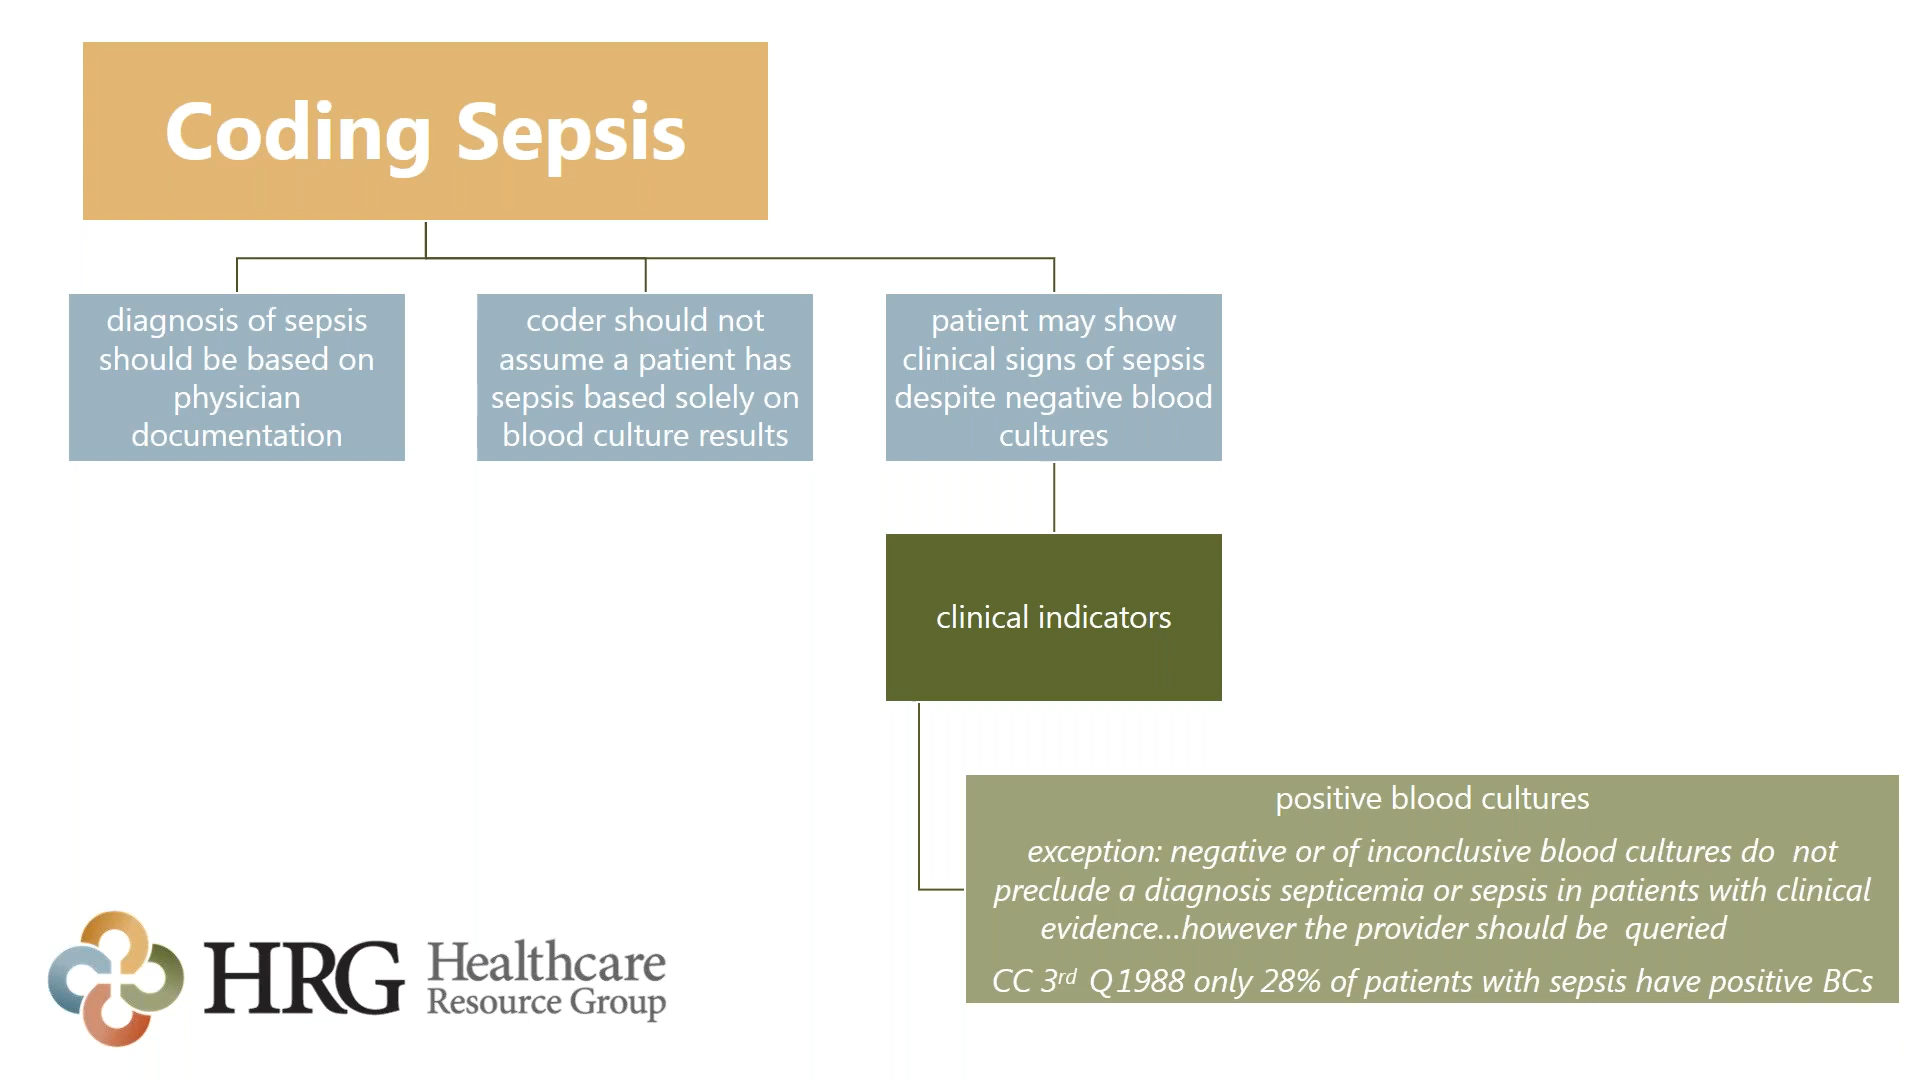 Coding Sepsis
diagnosis of sepsis
should be based on
physician
documentation
coder should not
assume a patient has
sepsis based solely on
blood culture results
patient may show
clinical signs of sepsis
despite negative blood
cultures
clinical indicators
positive blood cultures
exception: negative or of inconclusive blood cultures do not
preclude a diagnosis septicemia or sepsis in patients with clinical
evidence...however the provider should be queried
CC 3rd Q1988 only 28% of patients with sepsis have positive BCs
HRG Healthcare
Resource Group